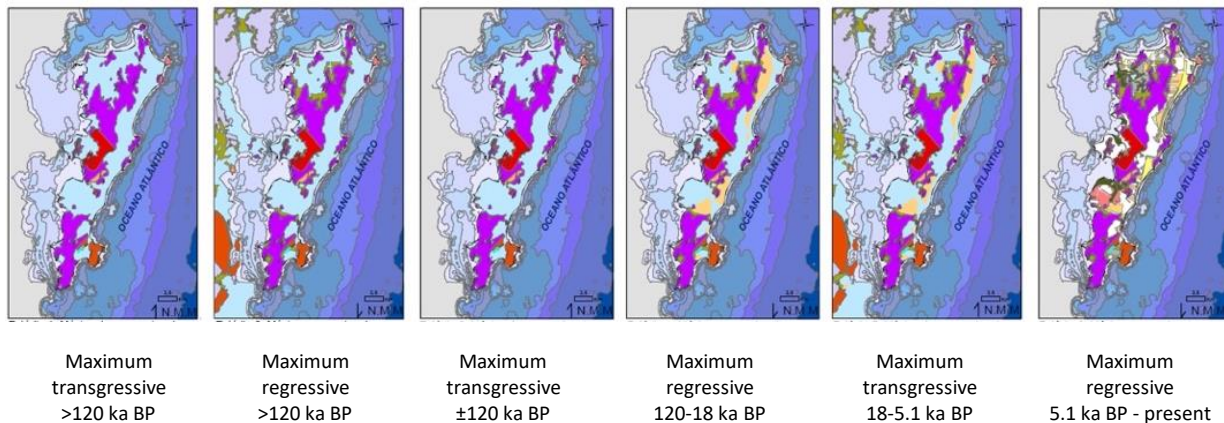 OCEANO ATLÂNTICO
OCEANO ATLÂNTICO
OCEANO ATLÂNTICO
OCEANO ATLÂNTICO
OCEANO ATLÂNTICO
OCEANO ATLÂNTICO
N.M.M
N.M.M
N.M.M
N.M.M
N.M.M
N.M.M
Maximum
transgressive
>120 ka BP
Maximum
regressive
>120 ka BP
Maximum
transgressive
±120 ka BP
Maximum
regressive
120-18 ka BP
Maximum
transgressive
18-5.1 ka BP
Maximum
regressive
5.1 ka BP - present